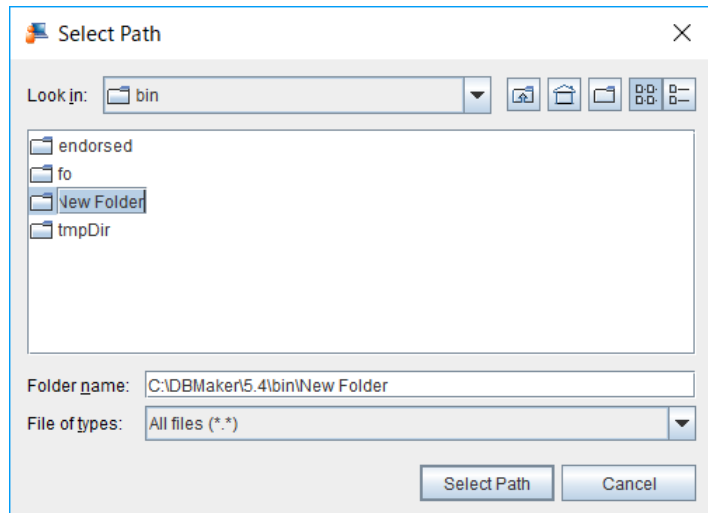 Select Path
Look in: bin
endorsed
fo
New Folder
tmpDir
Folder name: C:\DBMaker\5.4\bin\New Folder
File of types: All files (*.*)
Select Path Cancel